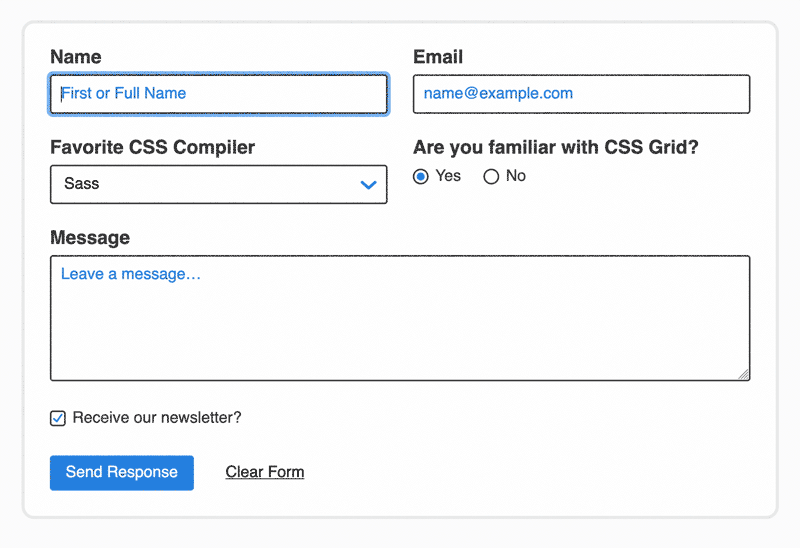 Name
Email
First or Full Name
name@example.com
Favorite CSS Compiler
Are you familiar with CSS Grid?
Sass
Yes
No
Message
Leave a message…
Receive our newsletter?
Send Response
Clear Form